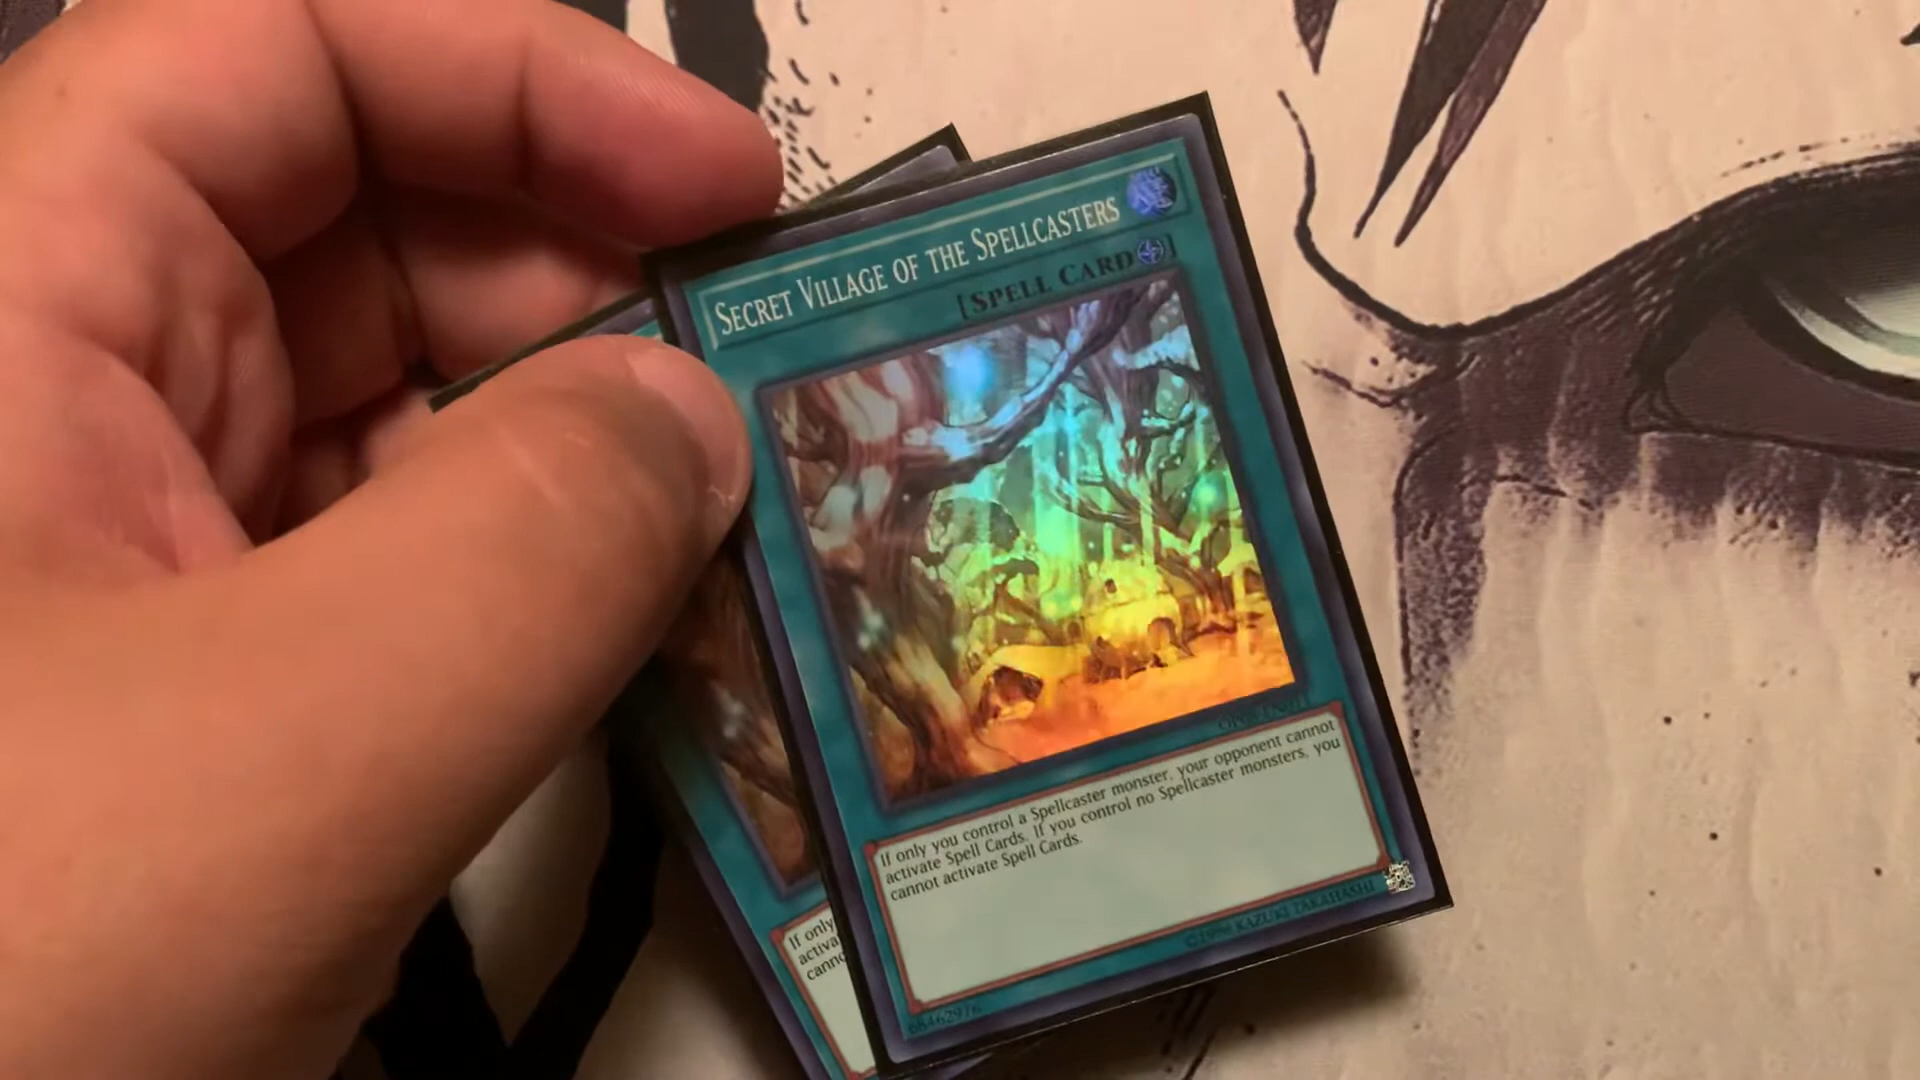 SECRET VILLAGE OF THE SPELLCASTERS
[SPELL CARD]
If only you control a Spellcaster monster, your opponent cannot
activate Spell Cards. If you control no Spellcaster monsters, you
cannot activate Spell Cards.
68462976
©1996 KAZUKI TAKAHASHI
If only
activa
canno